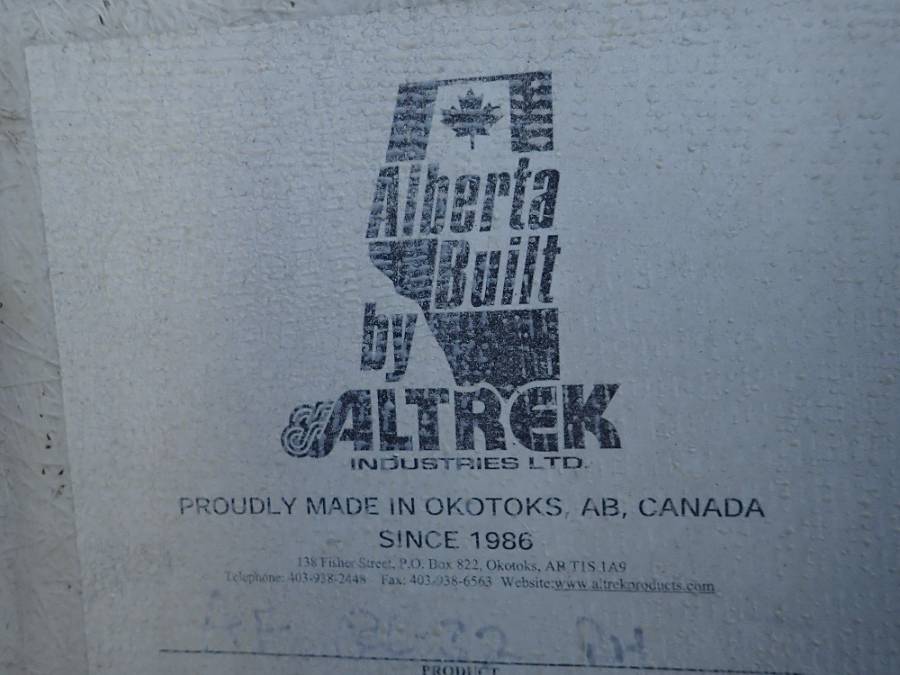 Alberta
Built
by
ALTREK
INDUSTRIES LTD.
PROUDLY MADE IN OKOTOKS, AB, CANADA
SINCE 1986
138 Fisher Street, P.O. Box 822, Okotoks, AB T1S 1A9
Telephone: 403-938-2448 Fax: 403-938-6563 Website:www.altrekproducts.com
PRODUCT